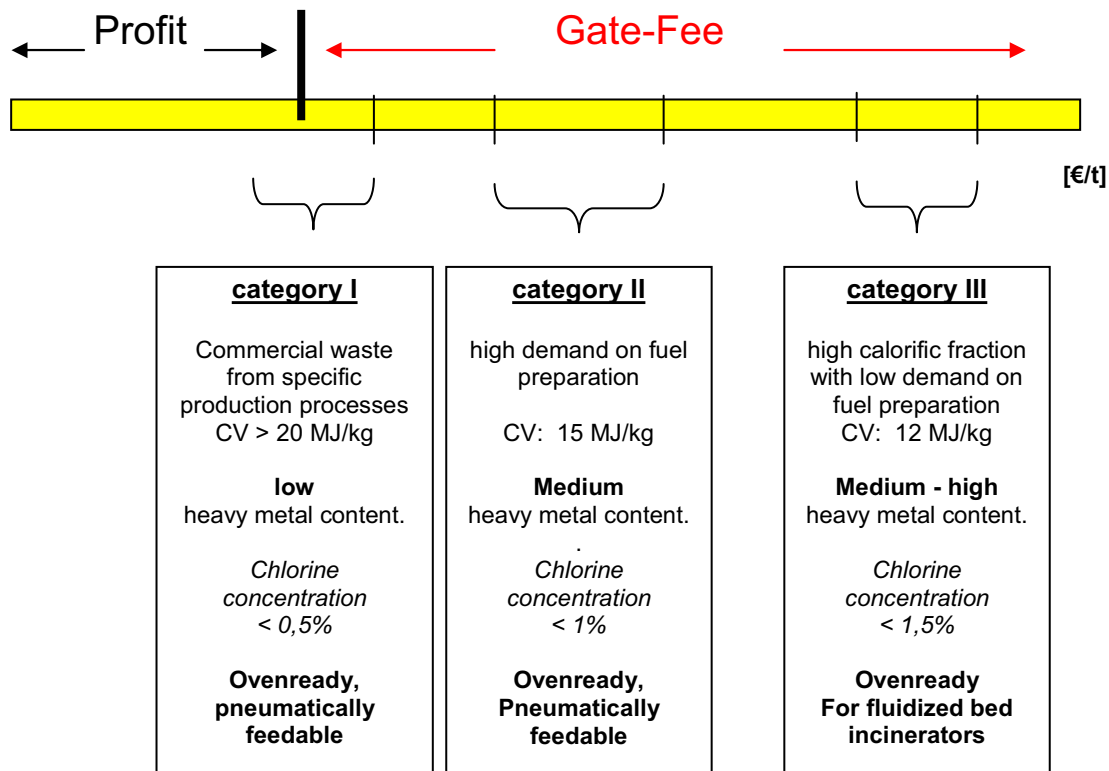 Profit
Gate-Fee
[€/t]
category I
Commercial waste
from specific
production processes
CV > 20 MJ/kg
low
heavy metal content.
Chlorine
concentration
< 0,5%
Ovenready,
pneumatically
feedable
category II
high demand on fuel
preparation
CV: 15 MJ/kg
Medium
heavy metal content.
.
Chlorine
concentration
< 1%
Ovenready,
Pneumatically
feedable
category III
high calorific fraction
with low demand on
fuel preparation
CV: 12 MJ/kg
Medium - high
heavy metal content.
Chlorine
concentration
< 1,5%
Ovenready
For fluidized bed
incinerators